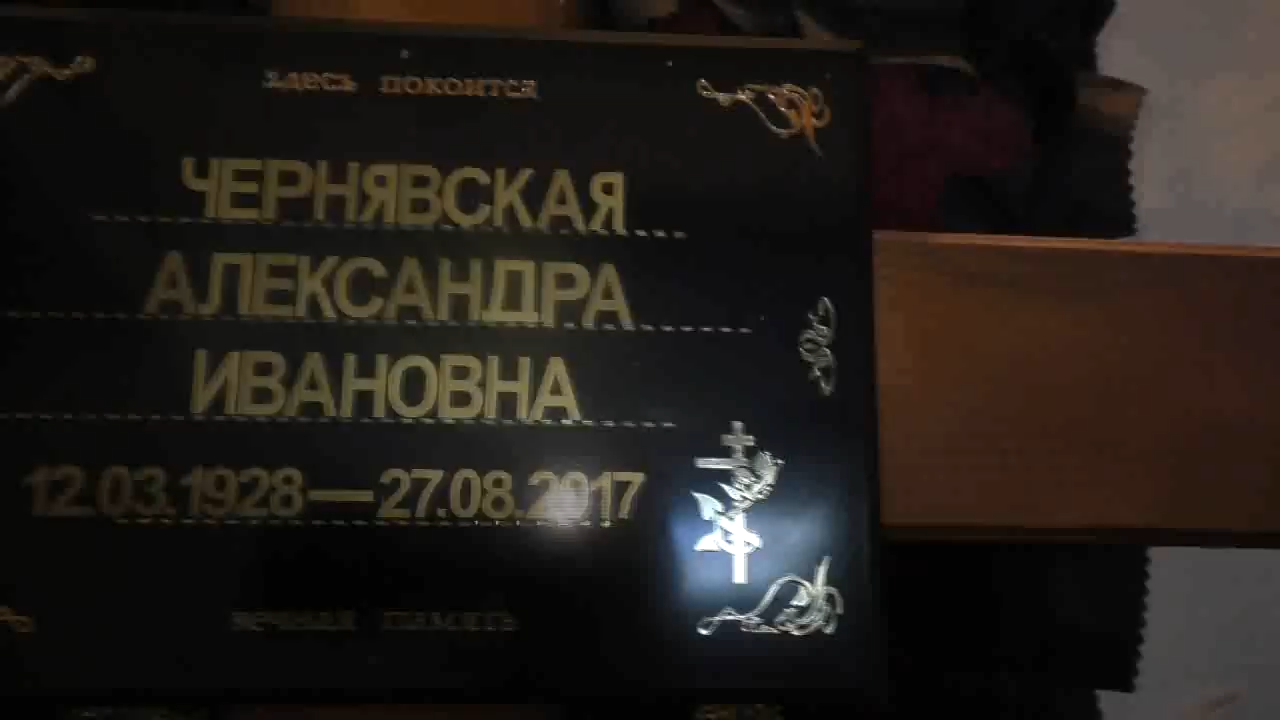 здесь покоится
ЧЕРНЯВСКАЯ
АЛЕКСАНДРА
ИВАНОВНА
12.03.1928—27.08.2017
вечная память